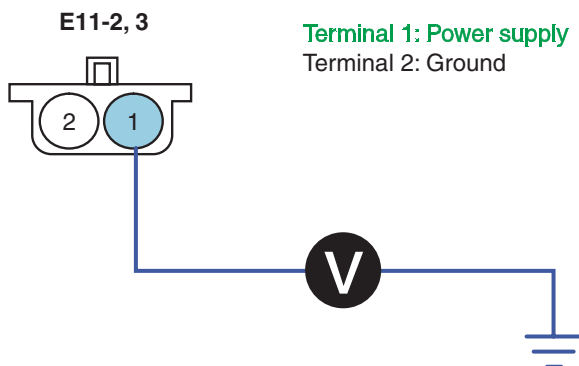 E11-2, 3
Terminal 1: Power supply
Terminal 2: Ground
2 1
V